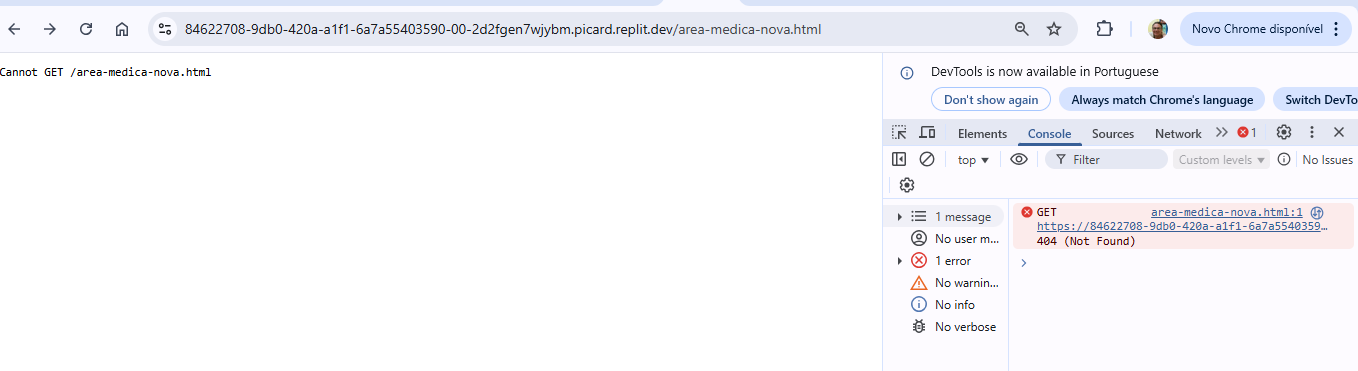 84622708-9db0-420a-a1f1-6a7a55403590-00-2d2fgen7wjybm.picard.replit.dev/area-medica-nova.html
Novo Chrome disponível
Cannot GET /area-medica-nova.html
DevTools is now available in Portuguese
Don't show again
Always match Chrome's language
Switch DevTo
Elements
Console
Sources
Network
1
top
Filter
Custom levels
No Issues
1 message
No user m...
1 error
No warnin...
No info
No verbose
GET area-medica-nova.html:1
https://84622708-9db0-420a-a1f1-6a7a5540359…
404 (Not Found)